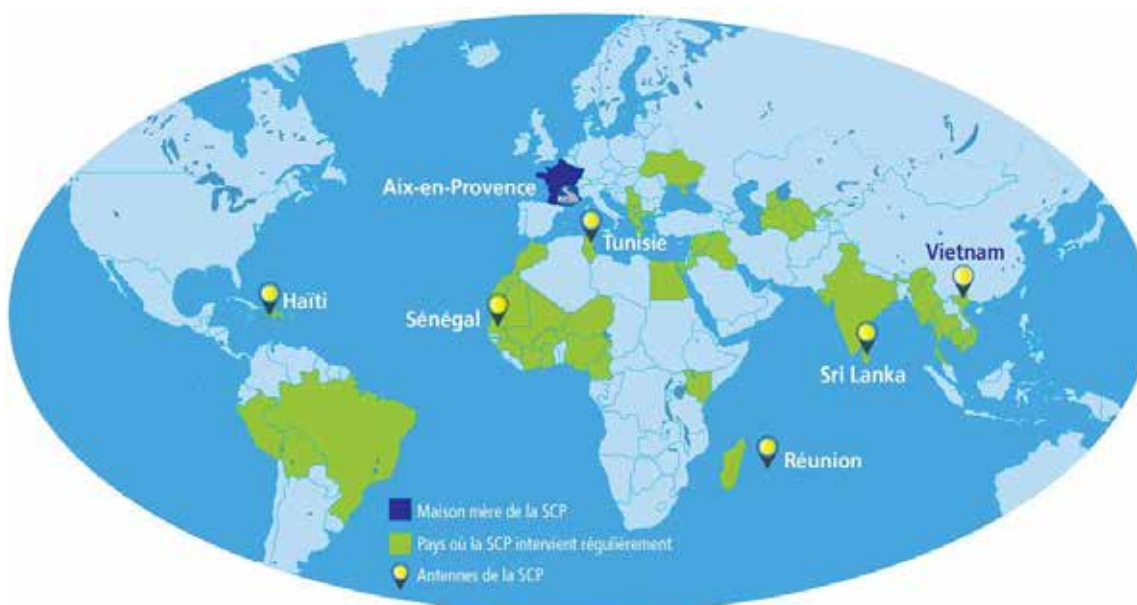 Aix-en-Provence
Tunisie
Vietnam
Haïti
Sénégal
Sri Lanka
Réunion
Maison mère de la SCP
Pays où la SCP intervient régulièrement
Antennes de la SCP